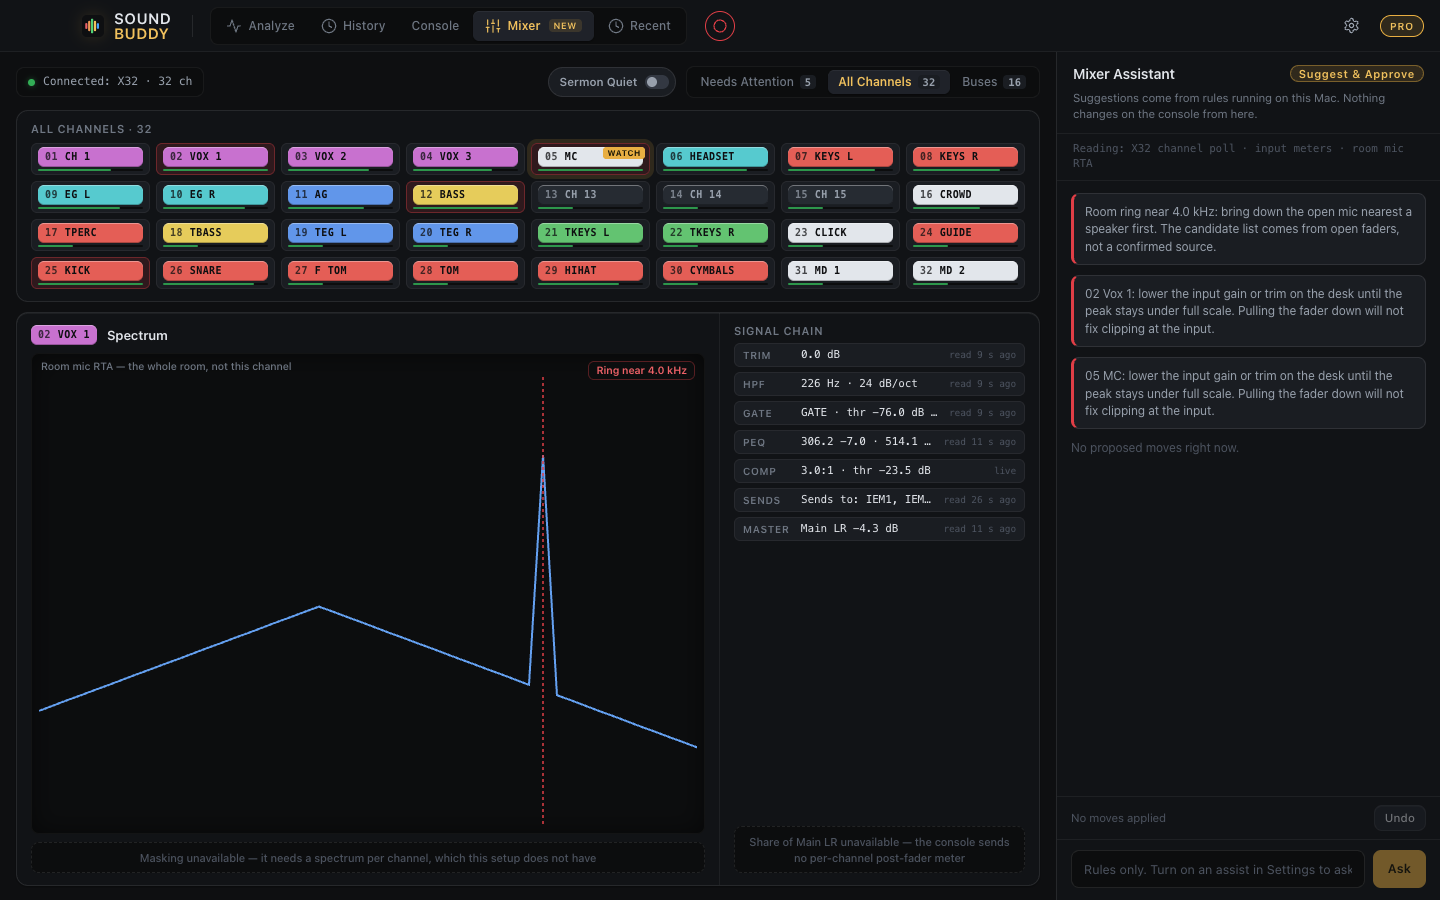 SOUND
BUDDY
Analyze
History
Console
Mixer NEW
Recent
PRO
Connected: X32 · 32 ch
Sermon Quiet
Needs Attention 5
All Channels 32
Buses 16
ALL CHANNELS · 32
01 CH 1
02 VOX 1
03 VOX 2
04 VOX 3
05 MC WATCH
06 HEADSET
07 KEYS L
08 KEYS R
09 EG L
10 EG R
11 AG
12 BASS
13 CH 13
14 CH 14
15 CH 15
16 CROWD
17 TPERC
18 TBASS
19 TEG L
20 TEG R
21 TKEYS L
22 TKEYS R
23 CLICK
24 GUIDE
25 KICK
26 SNARE
27 F TOM
28 TOM
29 HIHAT
30 CYMBALS
31 MD 1
32 MD 2
02 VOX 1 Spectrum
Room mic RTA — the whole room, not this channel
Ring near 4.0 kHz
Masking unavailable — it needs a spectrum per channel, which this setup does not have
SIGNAL CHAIN
TRIM 0.0 dB read 9 s ago
HPF 226 Hz · 24 dB/oct read 9 s ago
GATE GATE · thr −76.0 dB … read 9 s ago
PEQ 306.2 −7.0 · 514.1 … read 11 s ago
COMP 3.0:1 · thr −23.5 dB live
SENDS Sends to: IEM1, IEM… read 26 s ago
MASTER Main LR −4.3 dB read 11 s ago
Share of Main LR unavailable — the console sends
no per-channel post-fader meter
Mixer Assistant
Suggest & Approve
Suggestions come from rules running on this Mac. Nothing
changes on the console from here.
Reading: X32 channel poll · input meters · room mic
RTA
Room ring near 4.0 kHz: bring down the open mic nearest a
speaker first. The candidate list comes from open faders,
not a confirmed source.
02 Vox 1: lower the input gain or trim on the desk until the
peak stays under full scale. Pulling the fader down will not
fix clipping at the input.
05 MC: lower the input gain or trim on the desk until the
peak stays under full scale. Pulling the fader down will not
fix clipping at the input.
No proposed moves right now.
No moves applied
Undo
Rules only. Turn on an assist in Settings to ask
Ask